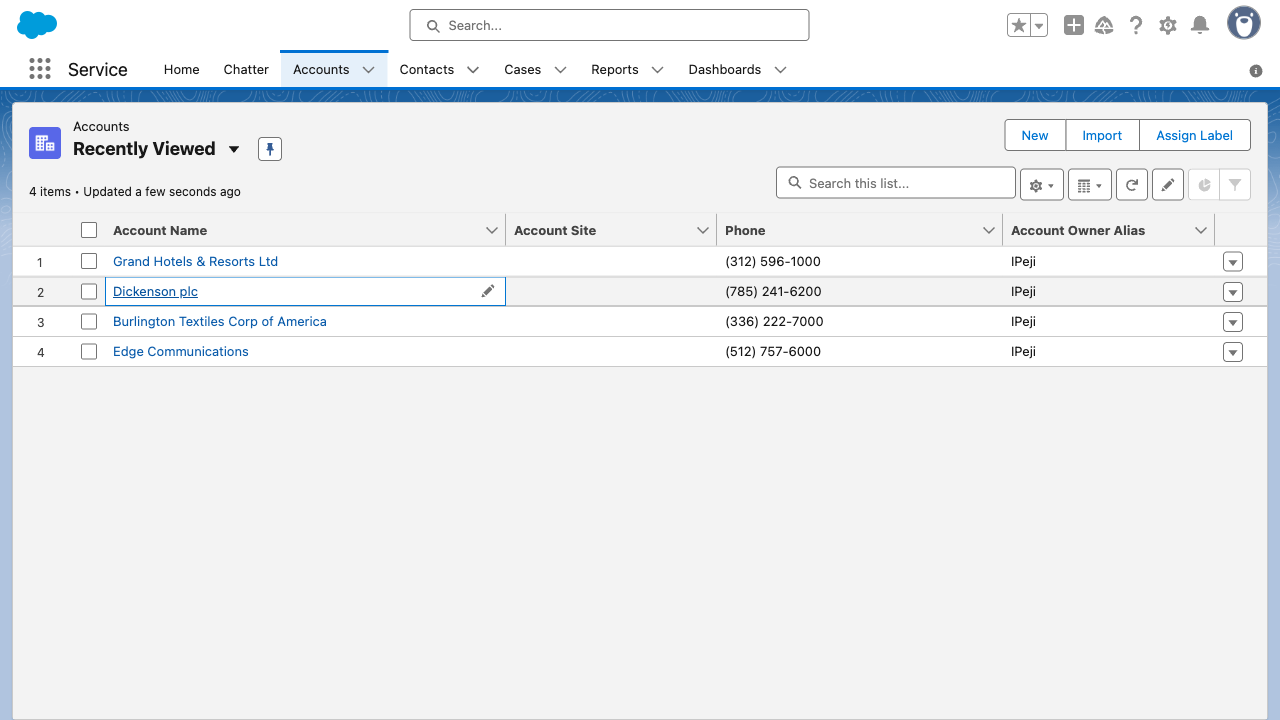 Search...
Service
Home
Chatter
Accounts
Contacts
Cases
Reports
Dashboards
Accounts
Recently Viewed
New
Import
Assign Label
4 items • Updated a few seconds ago
Search this list...
Account Name
Account Site
Phone
Account Owner Alias
1 Grand Hotels & Resorts Ltd (312) 596-1000 IPeji
2 Dickenson plc (785) 241-6200 IPeji
3 Burlington Textiles Corp of America (336) 222-7000 IPeji
4 Edge Communications (512) 757-6000 IPeji